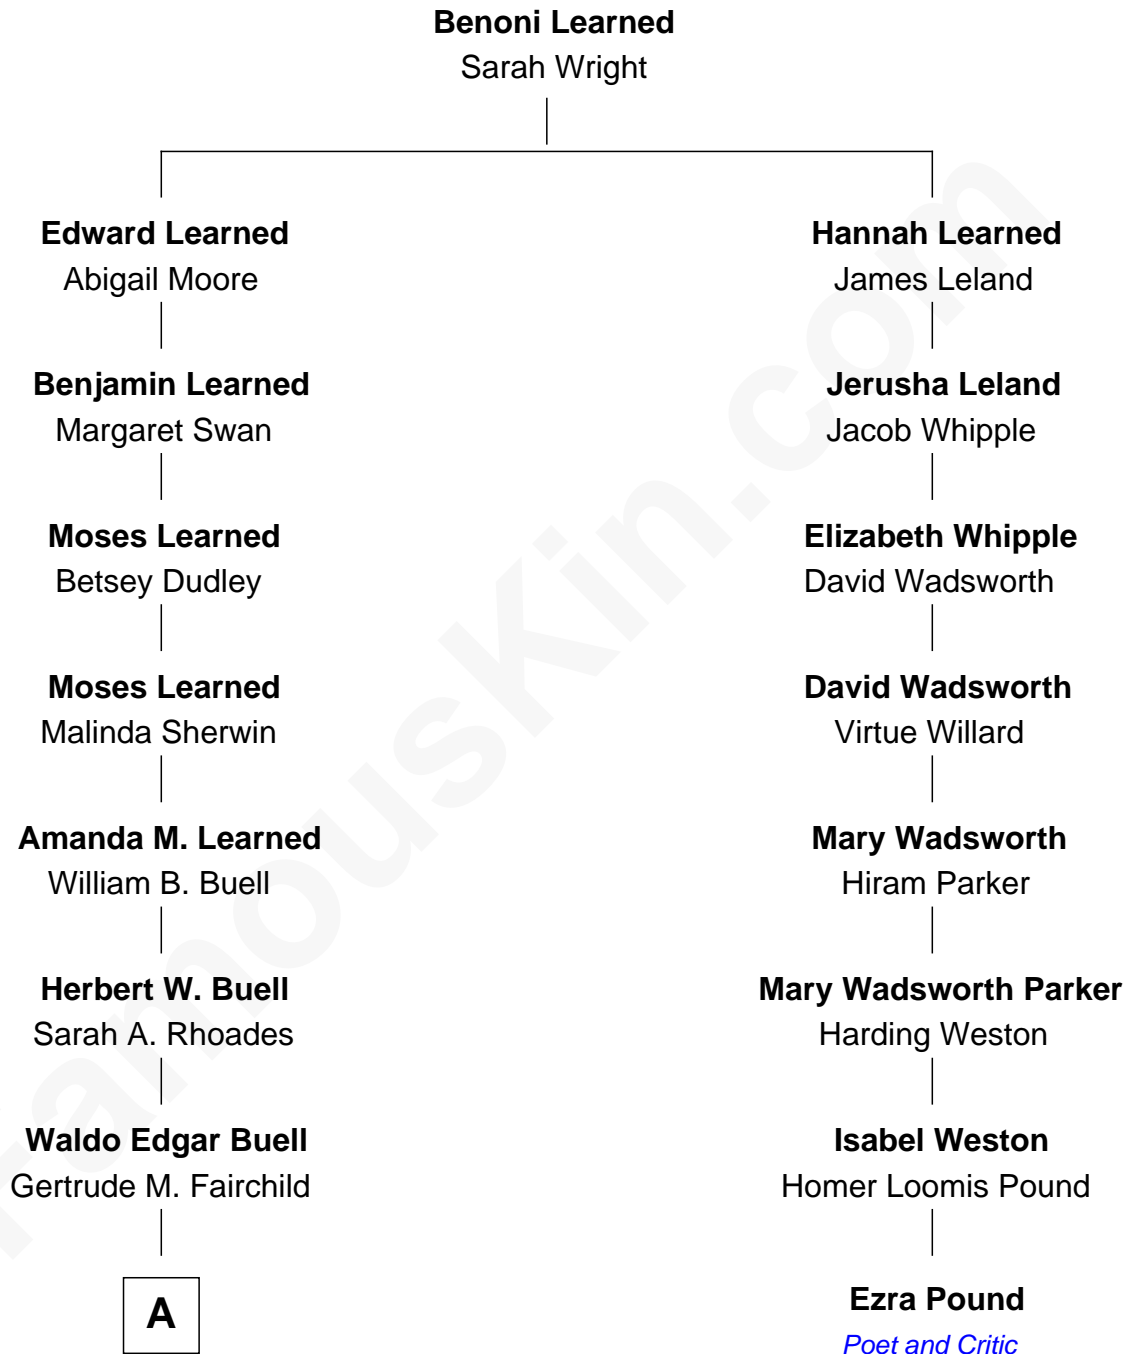 Benoni Learned
Sarah Wright
Edward Learned
Abigail Moore
Hannah Learned
James Leland
Benjamin Learned
Margaret Swan
Jerusha Leland
Jacob Whipple
Moses Learned
Betsey Dudley
Elizabeth Whipple
David Wadsworth
Moses Learned
Malinda Sherwin
David Wadsworth
Virtue Willard
Amanda M. Learned
William B. Buell
Mary Wadsworth
Hiram Parker
Herbert W. Buell
Sarah A. Rhoades
Mary Wadsworth Parker
Harding Weston
Waldo Edgar Buell
Gertrude M. Fairchild
Isabel Weston
Homer Loomis Pound
A
Ezra Pound
Poet and Critic
FamousKin.com